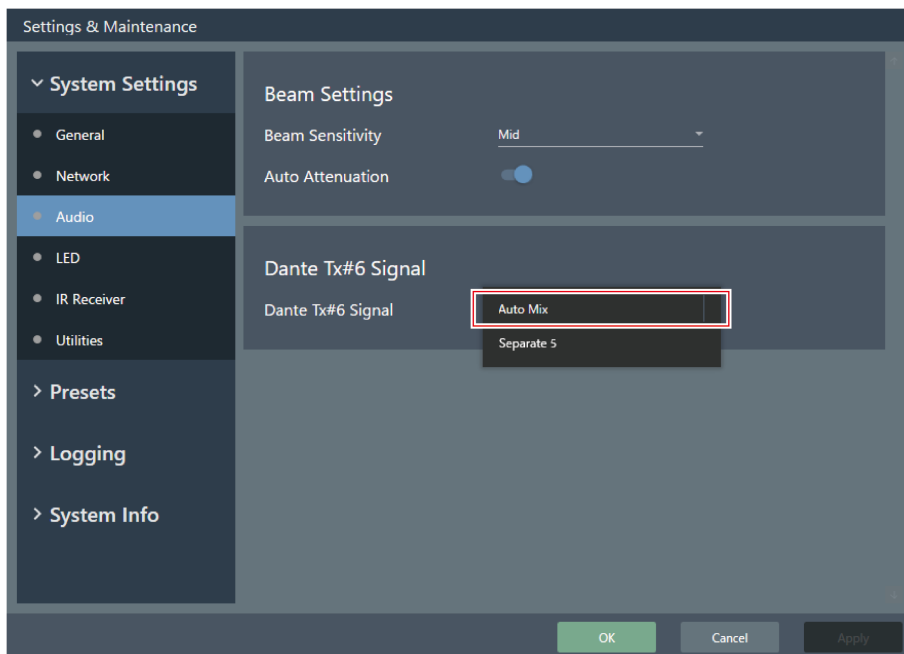 Settings & Maintenance
System Settings
General
Network
Audio
LED
IR Receiver
Utilities
Presets
Logging
System Info
Beam Settings
Beam Sensitivity Mid
Auto Attenuation
Dante Tx#6 Signal
Dante Tx#6 Signal Auto Mix
Separate 5
OK Cancel Apply